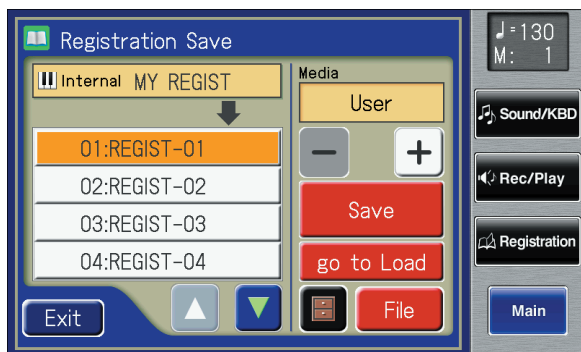 Registration Save
Internal MY REGIST
01:REGIST-01
02:REGIST-02
03:REGIST-03
04:REGIST-04
Exit
Media
User
− +
Save
go to Load
File
♩=130
M: 1
Sound/KBD
Rec/Play
Registration
Main